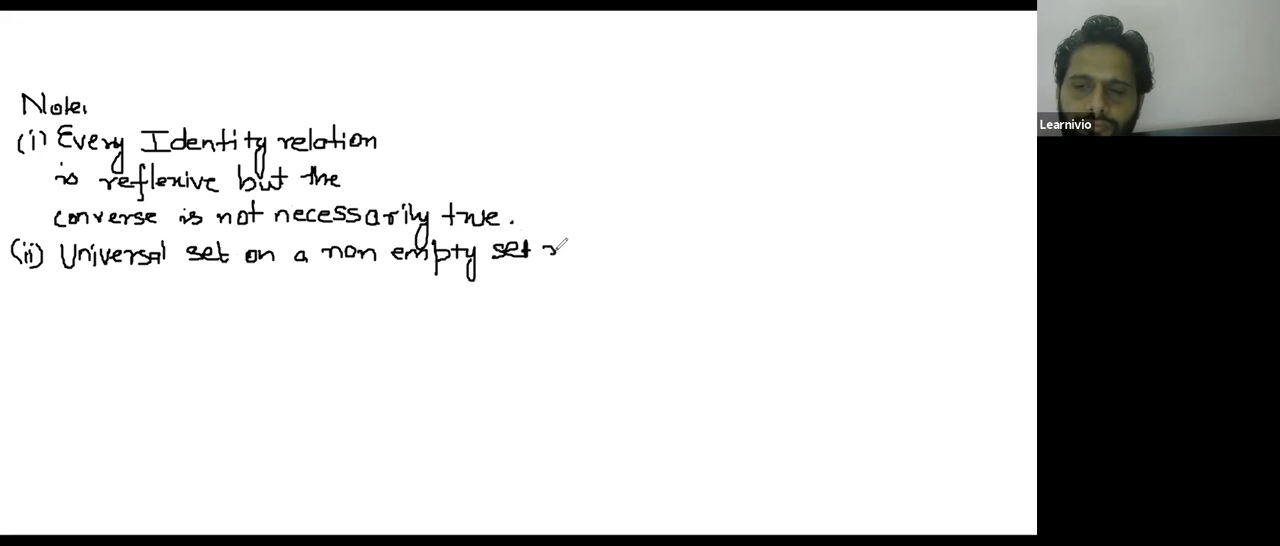 Note.
(i) Every Identity relation
is reflexive but the
converse is not necessarily true.
(ii) Universal set on a non empty set
Learnivio